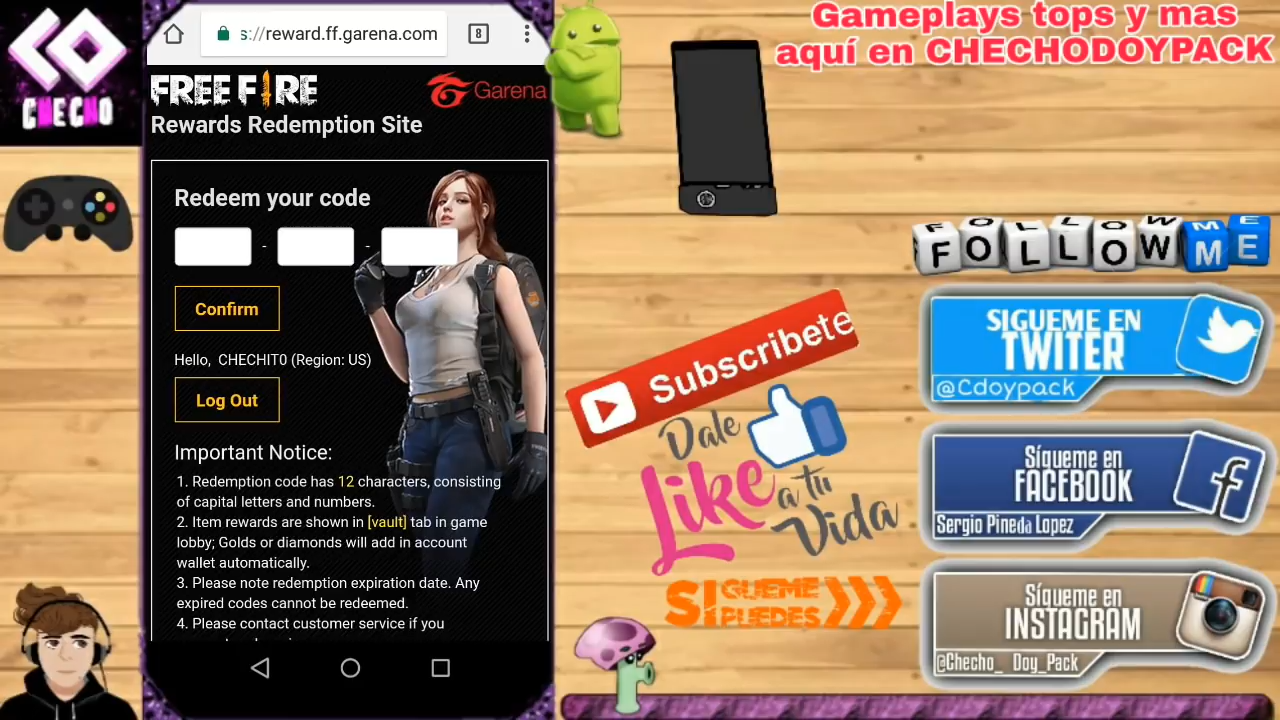 CHECHO
s://reward.ff.garena.com
8
FREE FIRE
Garena
Rewards Redemption Site
Redeem your code
- -
Confirm
Hello, CHECHIT0 (Region: US)
Log Out
Important Notice:
1. Redemption code has 12 characters, consisting
of capital letters and numbers.
2. Item rewards are shown in [vault] tab in game
lobby; Golds or diamonds will add in account
wallet automatically.
3. Please note redemption expiration date. Any
expired codes cannot be redeemed.
4. Please contact customer service if you
Gameplays tops y mas
aquí en CHECHODOYPACK
FOLLOW ME
Subscribete
Dale
Like
a tu
Vida
SIGUEME
PUEDES
SIGUEME EN
TWITER
@Cdoypack
Sígueme en
FACEBOOK
Sergio Pineda Lopez
Sígueme en
INSTAGRAM
@Checho_ Doy_Pack